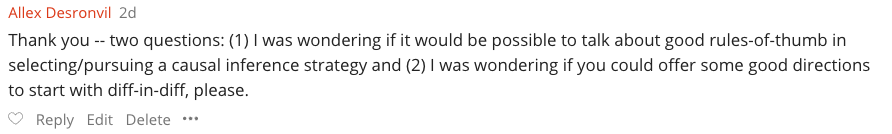 Allex Desronvil 2d
Thank you -- two questions: (1) I was wondering if it would be possible to talk about good rules-of-thumb in
selecting/pursuing a causal inference strategy and (2) I was wondering if you could offer some good directions
to start with diff-in-diff, please.
Reply Edit Delete •••